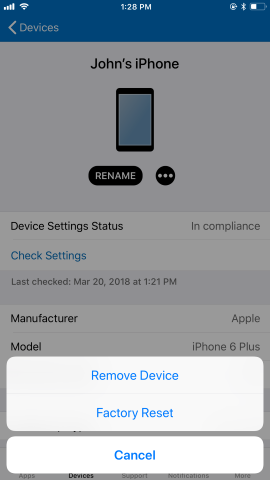 1:28 PM
Devices
John's iPhone
RENAME
Device Settings Status In compliance
Check Settings
Last checked: Mar 20, 2018 at 1:21 PM
Manufacturer Apple
Model iPhone 6 Plus
Remove Device
Factory Reset
Cancel
Apps Devices Support Notifications More